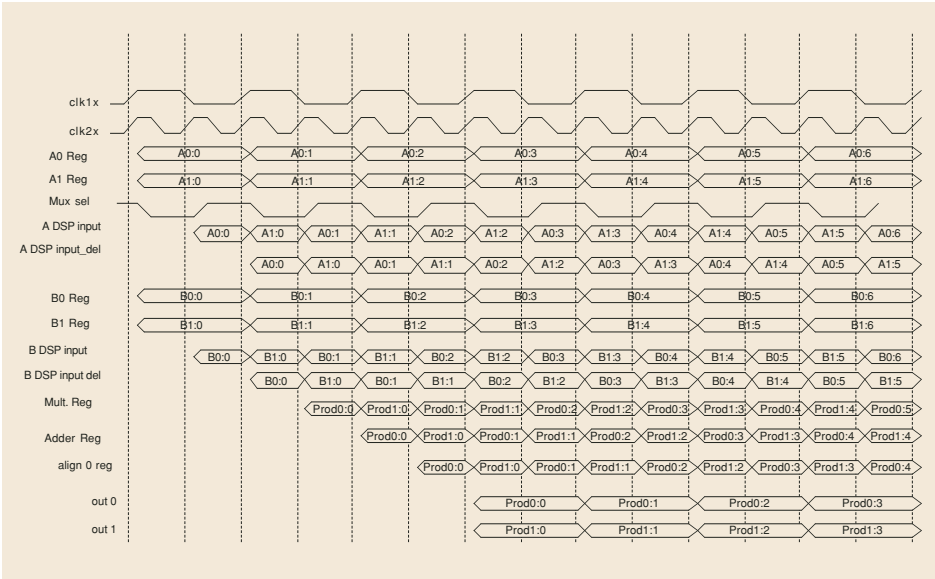 clk1x
clk2x
A0 Reg A0:0 A0:1 A0:2 A0:3 A0:4 A0:5 A0:6
A1 Reg A1:0 A1:1 A1:2 A1:3 A1:4 A1:5 A1:6
Mux sel
A DSP input A0:0 A1:0 A0:1 A1:1 A0:2 A1:2 A0:3 A1:3 A0:4 A1:4 A0:5 A1:5 A0:6
A DSP input_del A0:0 A1:0 A0:1 A1:1 A0:2 A1:2 A0:3 A1:3 A0:4 A1:4 A0:5 A1:5
B0 Reg B0:0 B0:1 B0:2 B0:3 B0:4 B0:5 B0:6
B1 Reg B1:0 B1:1 B1:2 B1:3 B1:4 B1:5 B1:6
B DSP input B0:0 B1:0 B0:1 B1:1 B0:2 B1:2 B0:3 B1:3 B0:4 B1:4 B0:5 B1:5 B0:6
B DSP input del B0:0 B1:0 B0:1 B1:1 B0:2 B1:2 B0:3 B1:3 B0:4 B1:4 B0:5 B1:5
Mult. Reg Prod0:0 Prod1:0 Prod0:1 Prod1:1 Prod0:2 Prod1:2 Prod0:3 Prod1:3 Prod0:4 Prod1:4 Prod0:5
Adder Reg Prod0:0 Prod1:0 Prod0:1 Prod1:1 Prod0:2 Prod1:2 Prod0:3 Prod1:3 Prod0:4 Prod1:4
align 0 reg Prod0:0 Prod1:0 Prod0:1 Prod1:1 Prod0:2 Prod1:2 Prod0:3 Prod1:3 Prod0:4
out 0 Prod0:0 Prod0:1 Prod0:2 Prod0:3
out 1 Prod1:0 Prod1:1 Prod1:2 Prod1:3